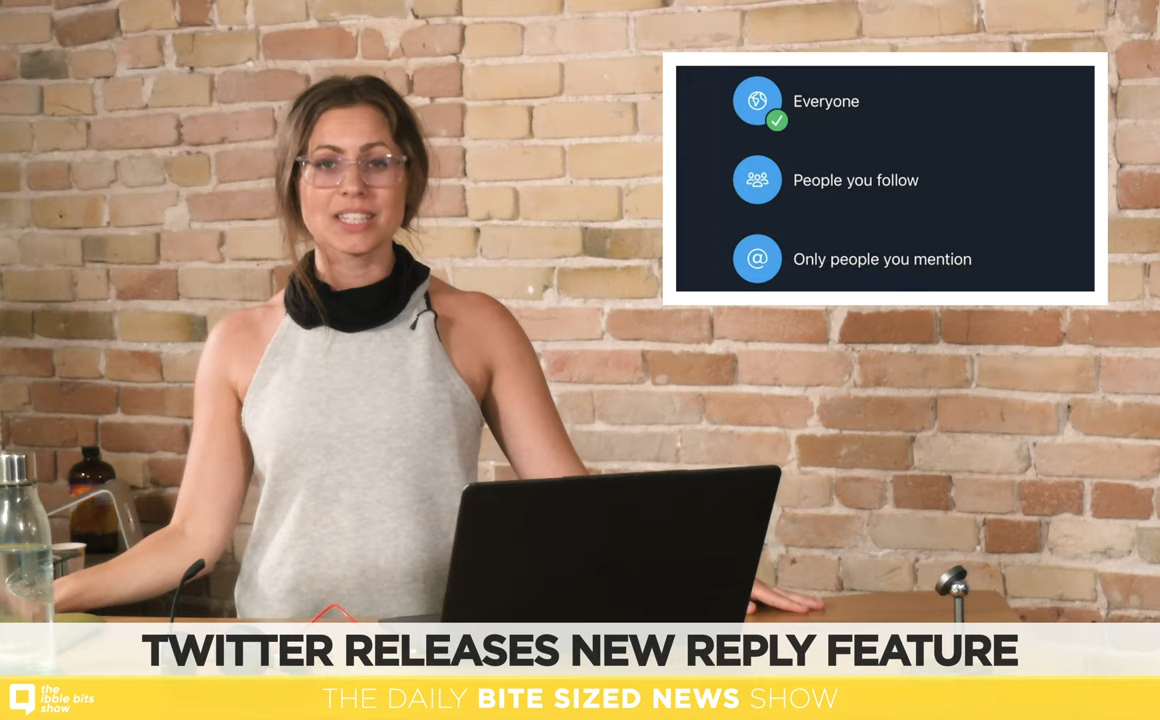 Everyone
People you follow
@ Only people you mention
TWITTER RELEASES NEW REPLY FEATURE
the
ibble bits
show
THE DAILY BITE SIZED NEWS SHOW